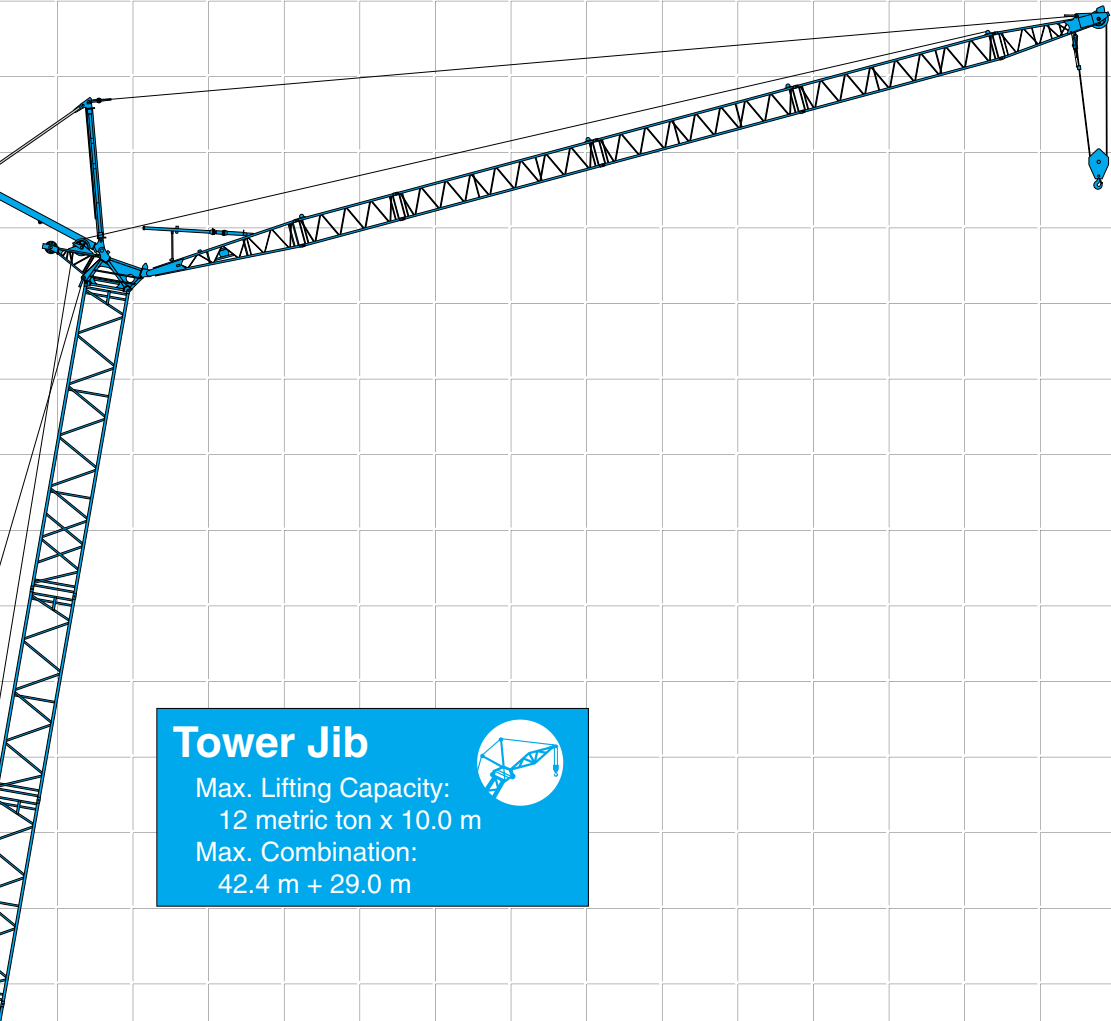 Tower Jib
Max. Lifting Capacity:
12 metric ton x 10.0 m
Max. Combination:
42.4 m + 29.0 m